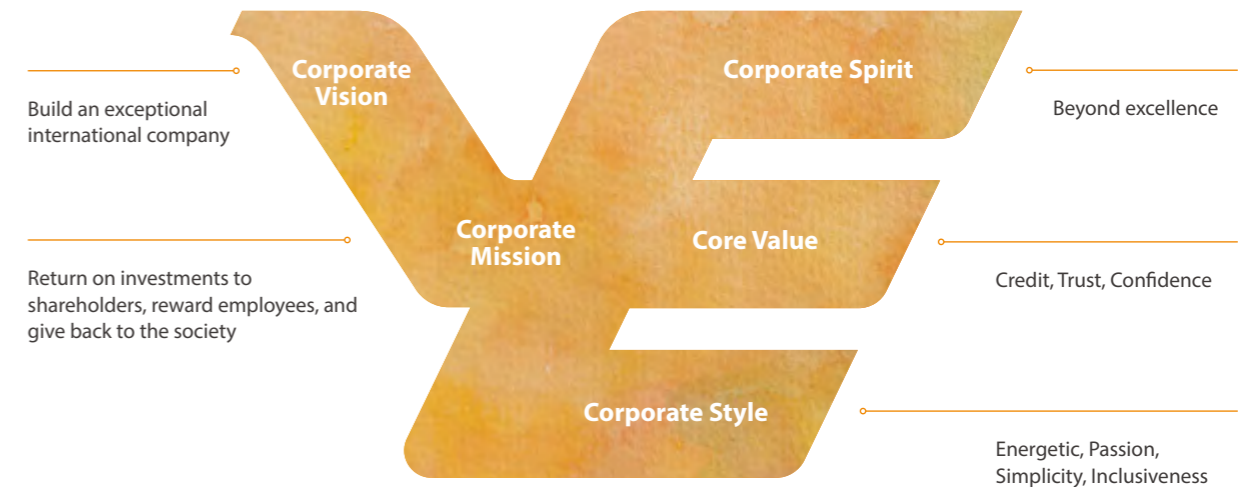 Corporate
Vision
Build an exceptional
international company
Corporate Spirit
Beyond excellence
Corporate
Mission
Return on investments to
shareholders, reward employees, and
give back to the society
Core Value
Credit, Trust, Confidence
Corporate Style
Energetic, Passion,
Simplicity, Inclusiveness